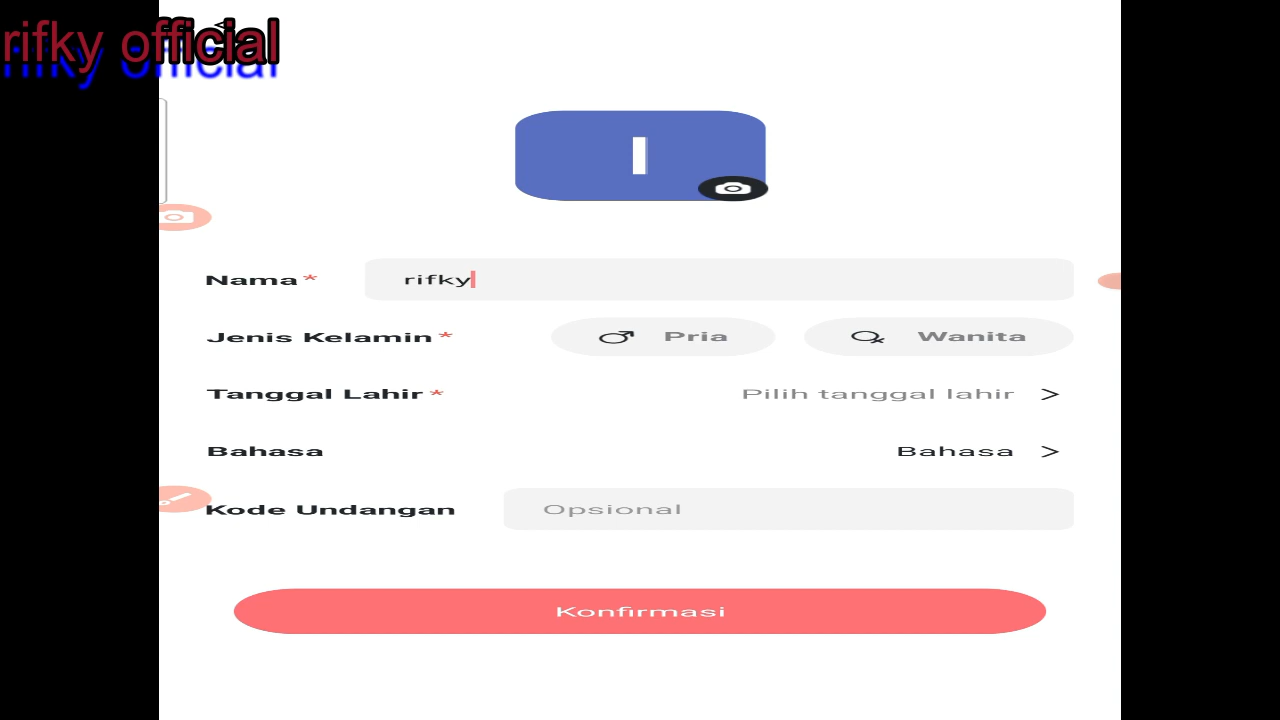 rifky official
I
Nama * rifky
Jenis Kelamin * Pria Wanita
Tanggal Lahir * Pilih tanggal lahir >
Bahasa Bahasa >
Kode Undangan Opsional
Konfirmasi